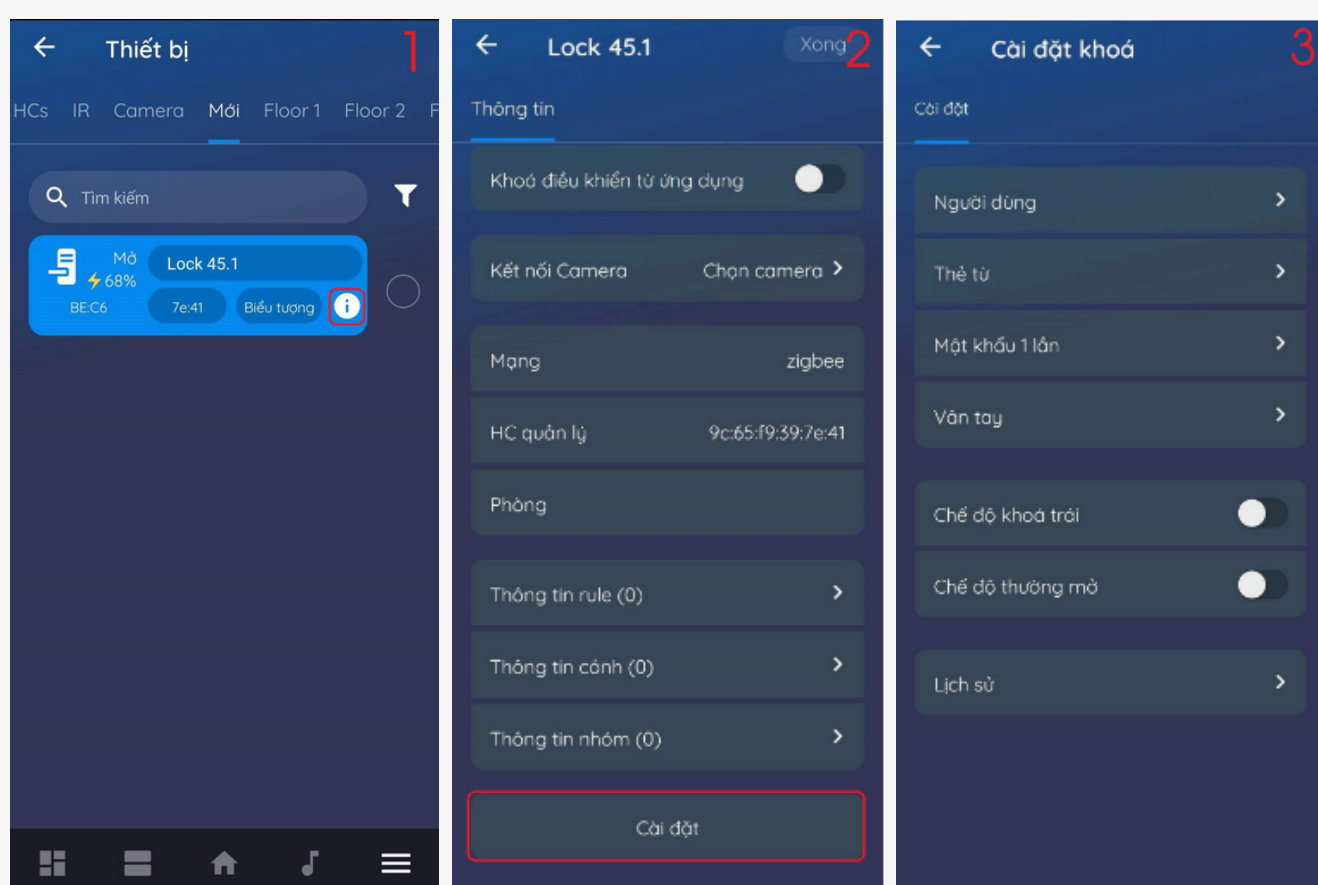 Thiết bị
1
HCs IR Camera Mới Floor 1 Floor 2 F
Tìm kiếm
Mở
68%
Lock 45.1
BE:C6
7e:41
Biểu tượng
Lock 45.1
Xong
2
Thông tin
Khoá điều khiển từ ứng dụng
Kết nối Camera Chọn camera
Mạng zigbee
HC quản lý 9c:65:f9:39:7e:41
Phòng
Thông tin rule (0)
Thông tin cảnh (0)
Thông tin nhóm (0)
Cài đặt
Cài đặt khoá
3
Cài đặt
Người dùng
Thẻ từ
Mật khẩu 1 lần
Vân tay
Chế độ khoá trái
Chế độ thường mở
Lịch sử